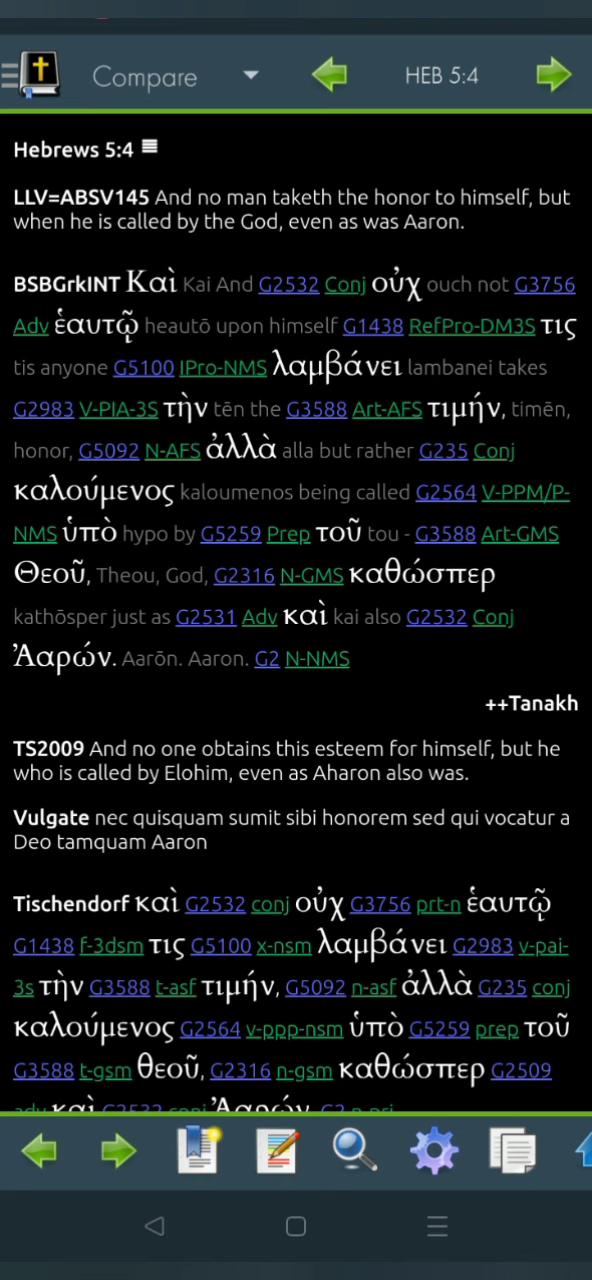 Compare HEB 5:4
Hebrews 5:4
LLV=ABSV145 And no man taketh the honor to himself, but
when he is called by the God, even as was Aaron.
BSBGrkINT Καὶ Kai And G2532 Conj οὐχ ouch not G3756
Adv ἑαυτῷ heautō upon himself G1438 RefPro-DM3S τις
tis anyone G5100 IPro-NMS λαμβάνει lambanei takes
G2983 V-PIA-3S τὴν tēn the G3588 Art-AFS τιμήν, timēn,
honor, G5092 N-AFS ἀλλὰ alla but rather G235 Conj
καλούμενος kaloumenos being called G2564 V-PPM/P-
NMS ὑπὸ hypo by G5259 Prep τοῦ tou - G3588 Art-GMS
Θεοῦ, Theou, God, G2316 N-GMS καθώσπερ
kathōsper just as G2531 Adv καὶ kai also G2532 Conj
Ἀαρών. Aarōn. Aaron. G2 N-NMS
++Tanakh
TS2009 And no one obtains this esteem for himself, but he
who is called by Elohim, even as Aharon also was.
Vulgate nec quisquam sumit sibi honorem sed qui vocatur a
Deo tamquam Aaron
Tischendorf καὶ G2532 conj οὐχ G3756 prt-n ἑαυτῷ
G1438 f-3dsm τις G5100 x-nsm λαμβάνει G2983 v-pai-
3s τὴν G3588 t-asf τιμήν, G5092 n-asf ἀλλὰ G235 conj
καλούμενος G2564 v-ppp-nsm ὑπὸ G5259 prep τοῦ
G3588 t-gsm θεοῦ, G2316 n-gsm καθώσπερ G2509
adv καὶ G2532 conj Ἀαρών. G2 n-pri